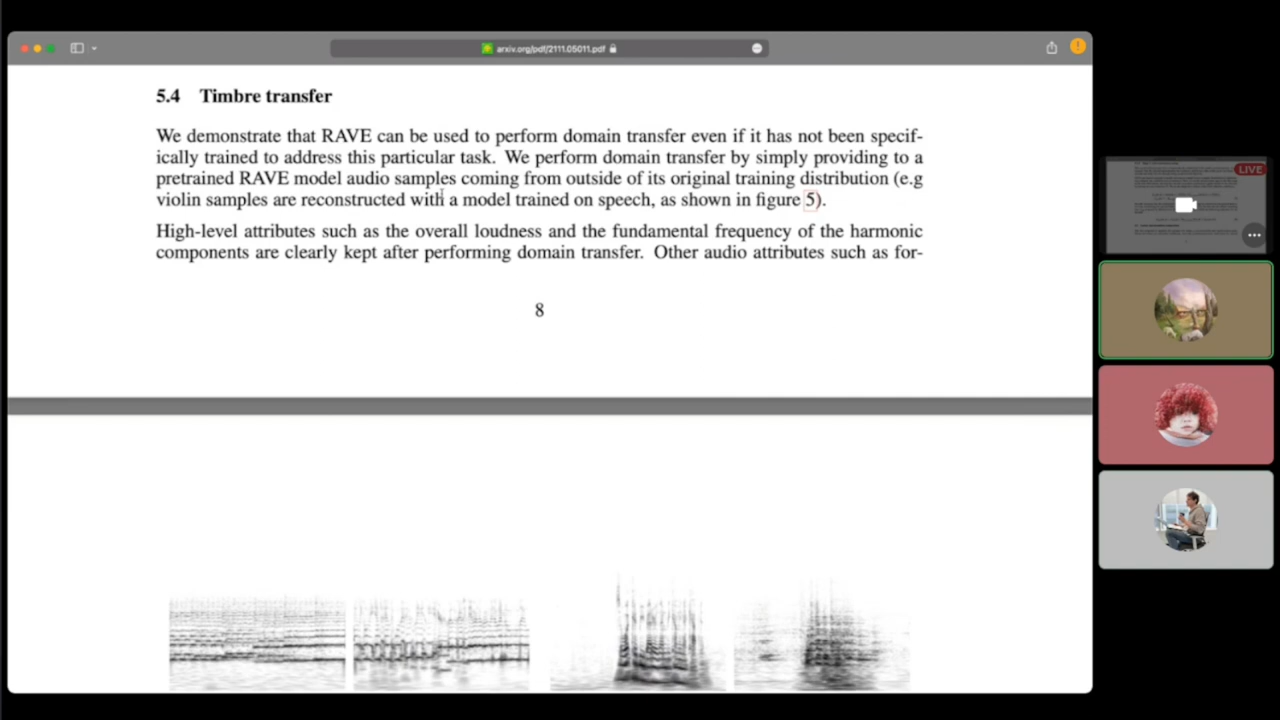 arxiv.org/pdf/2111.05011.pdf
5.4 Timbre transfer
We demonstrate that RAVE can be used to perform domain transfer even if it has not been specif-
ically trained to address this particular task. We perform domain transfer by simply providing to a
pretrained RAVE model audio samples coming from outside of its original training distribution (e.g
violin samples are reconstructed with a model trained on speech, as shown in figure 5).
High-level attributes such as the overall loudness and the fundamental frequency of the harmonic
components are clearly kept after performing domain transfer. Other audio attributes such as for-
8
LIVE